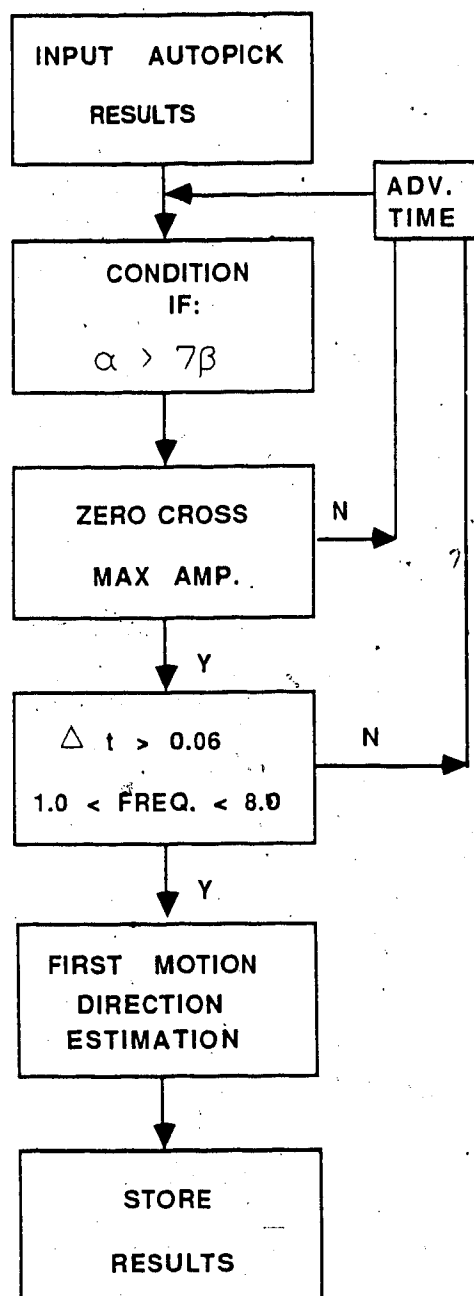 INPUT AUTOPICK
RESULTS
ADV.
TIME
CONDITION
IF:
α > 7β
ZERO CROSS
MAX AMP.
N
Y
△ t > 0.06
1.0 < FREQ. < 8.0
N
Y
FIRST MOTION
DIRECTION
ESTIMATION
STORE
RESULTS